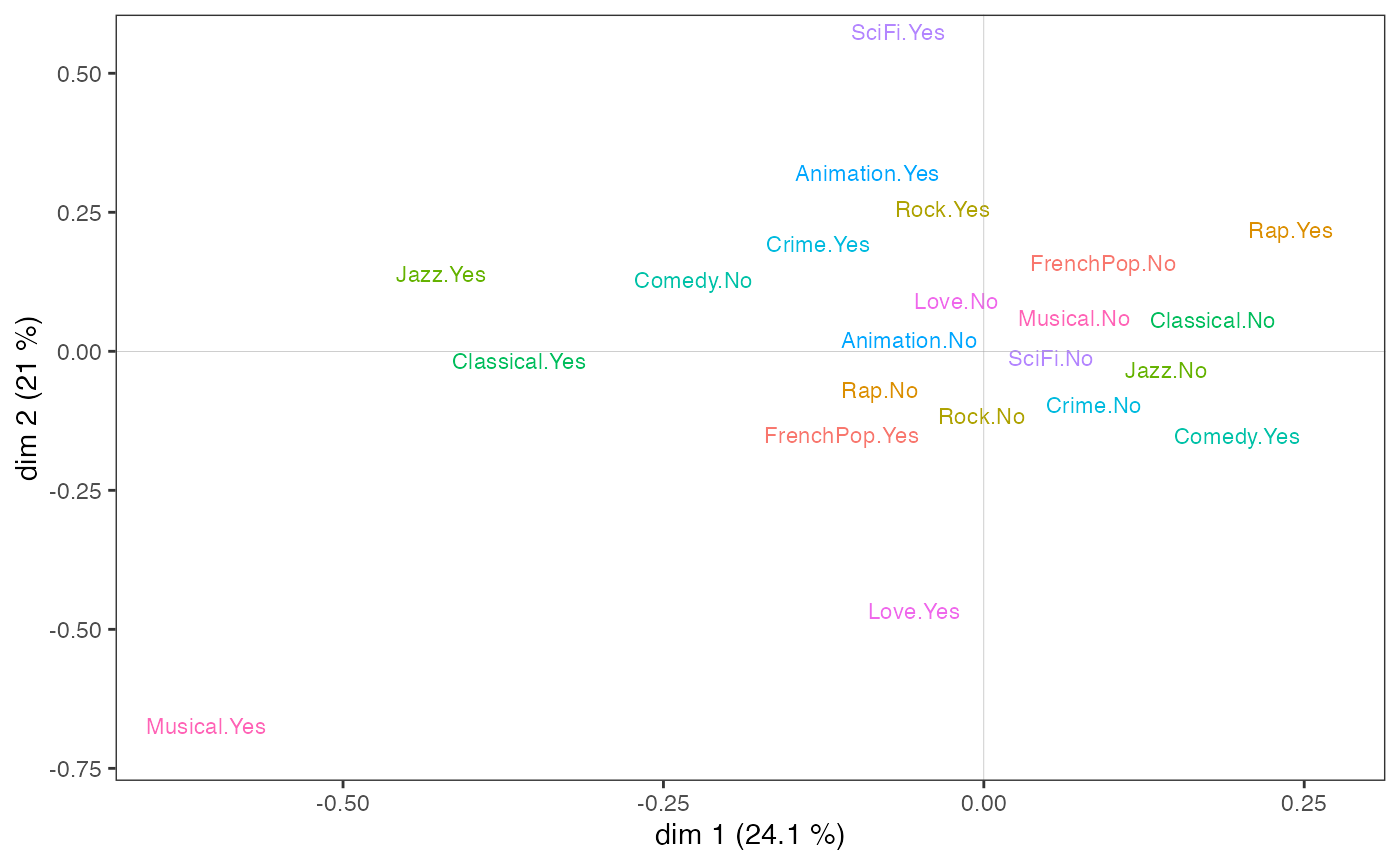 SciFi.Yes
0.50
Animation.Yes
Rock.Yes
0.25
Rap.Yes
Crime.Yes
FrenchPop.No
Jazz.Yes
Comedy.No
Love.No
Musical.No
Classical.No
Animation.No
0.00
SciFi.No
Classical.Yes
Jazz.No
Rap.No
Crime.No
Rock.No
FrenchPop.Yes
Comedy.Yes
-0.25
Love.Yes
-0.50
Musical.Yes
-0.75
dim 2 (21 %)
-0.50
-0.25
0.00
0.25
dim 1 (24.1 %)